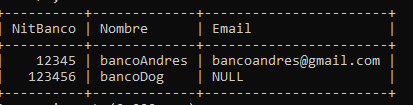 | NitBanco | Nombre | Email |
| 12345 | bancoAndres | bancoandres@gmail.com |
| 123456 | bancoDog | NULL |